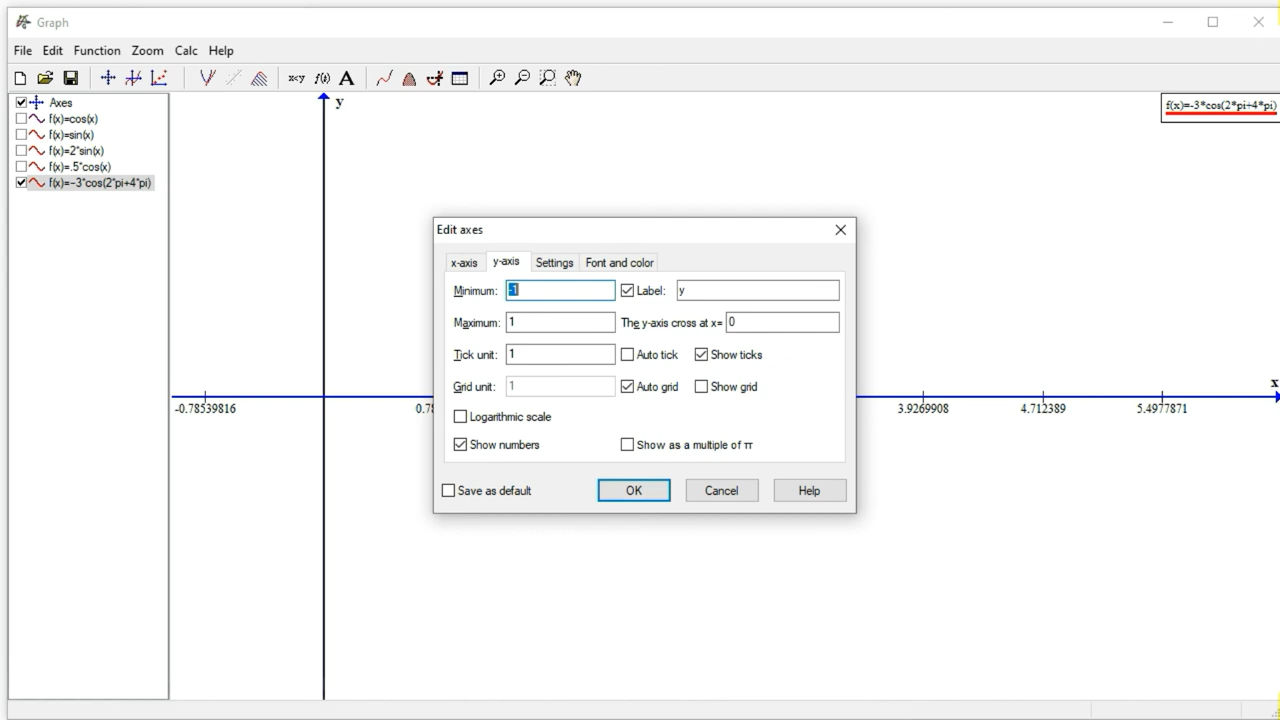 Graph
File Edit Function Zoom Calc Help
x<y f(x) A
Axes
f(x)=cos(x)
f(x)=sin(x)
f(x)=2*sin(x)
f(x)=.5*cos(x)
f(x)=-3*cos(2*pi+4*pi)
y
f(x)=-3*cos(2*pi+4*pi)
Edit axes
x-axis y-axis Settings Font and color
Minimum: -1 Label: y
Maximum: 1 The y-axis cross at x= 0
Tick unit: 1 Auto tick Show ticks
Grid unit: 1 Auto grid Show grid
Logarithmic scale
Show numbers Show as a multiple of π
Save as default OK Cancel Help
x
-0.78539816 0.78 3.9269908 4.712389 5.4977871